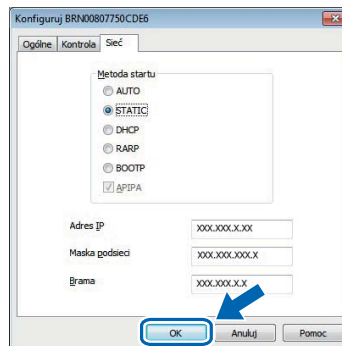 Konfiguruj BRN00807750CDE6
Ogólne Kontrola Sieć
Metoda startu
AUTO
STATIC
DHCP
RARP
BOOTP
APIPA
Adres IP XXX.XXX.X.XX
Maska podsieci XXX.XXX.XXX.X
Brama XXX.XXX.X.X
OK Anuluj Pomoc